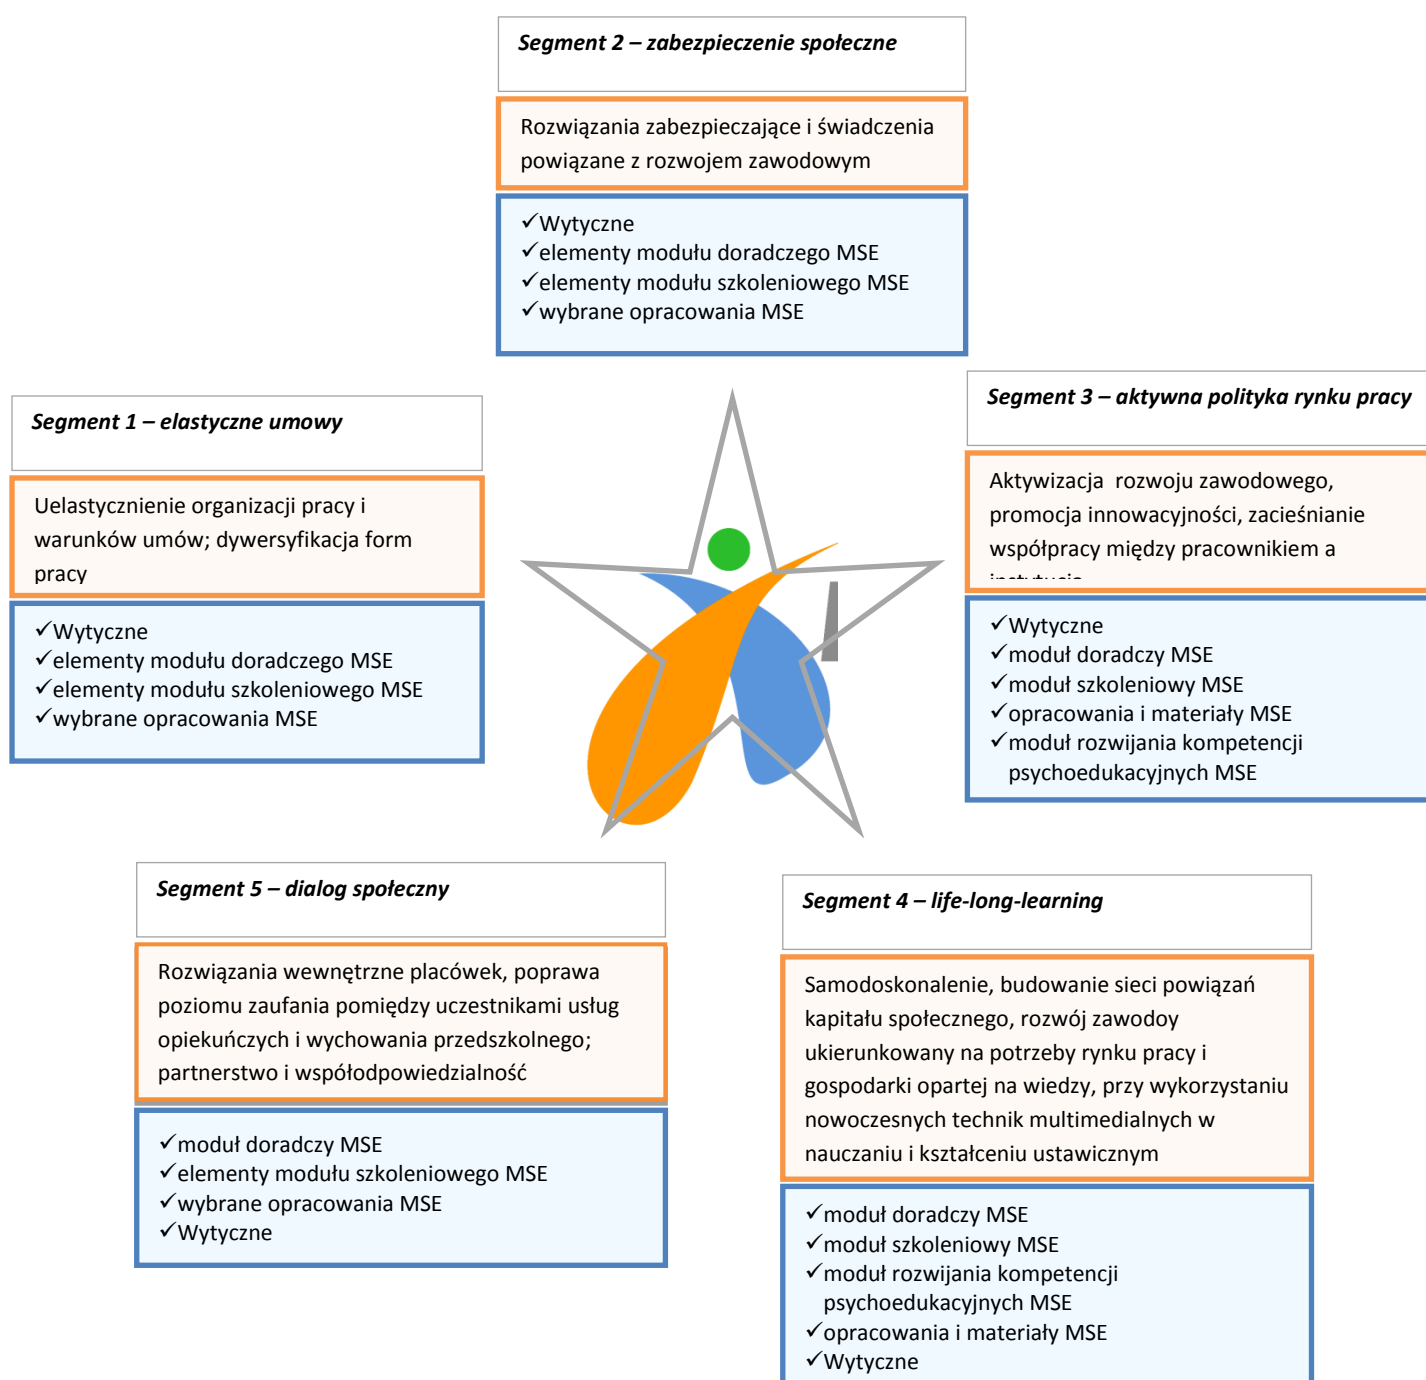 Segment 2 – zabezpieczenie społeczne
Rozwiązania zabezpieczające i świadczenia
powiązane z rozwojem zawodowym
✓Wytyczne
✓elementy modułu doradczego MSE
✓elementy modułu szkoleniowego MSE
✓wybrane opracowania MSE
Segment 1 – elastyczne umowy
Uelastycznienie organizacji pracy i
warunków umów; dywersyfikacja form
pracy
✓Wytyczne
✓elementy modułu doradczego MSE
✓elementy modułu szkoleniowego MSE
✓wybrane opracowania MSE
Segment 3 – aktywna polityka rynku pracy
Aktywizacja rozwoju zawodowego,
promocja innowacyjności, zacieśnianie
współpracy między pracownikiem a
✓Wytyczne
✓moduł doradczy MSE
✓moduł szkoleniowy MSE
✓opracowania i materiały MSE
✓moduł rozwijania kompetencji
psychoedukacyjnych MSE
Segment 5 – dialog społeczny
Rozwiązania wewnętrzne placówek, poprawa
poziomu zaufania pomiędzy uczestnikami usług
opiekuńczych i wychowania przedszkolnego;
partnerstwo i współodpowiedzialność
✓moduł doradczy MSE
✓elementy modułu szkoleniowego MSE
✓wybrane opracowania MSE
✓Wytyczne
Segment 4 – life-long-learning
Samodoskonalenie, budowanie sieci powiązań
kapitału społecznego, rozwój zawodoy
ukierunkowany na potrzeby rynku pracy i
gospodarki opartej na wiedzy, przy wykorzystaniu
nowoczesnych technik multimedialnych w
nauczaniu i kształceniu ustawicznym
✓moduł doradczy MSE
✓moduł szkoleniowy MSE
✓moduł rozwijania kompetencji
psychoedukacyjnych MSE
✓opracowania i materiały MSE
✓Wytyczne